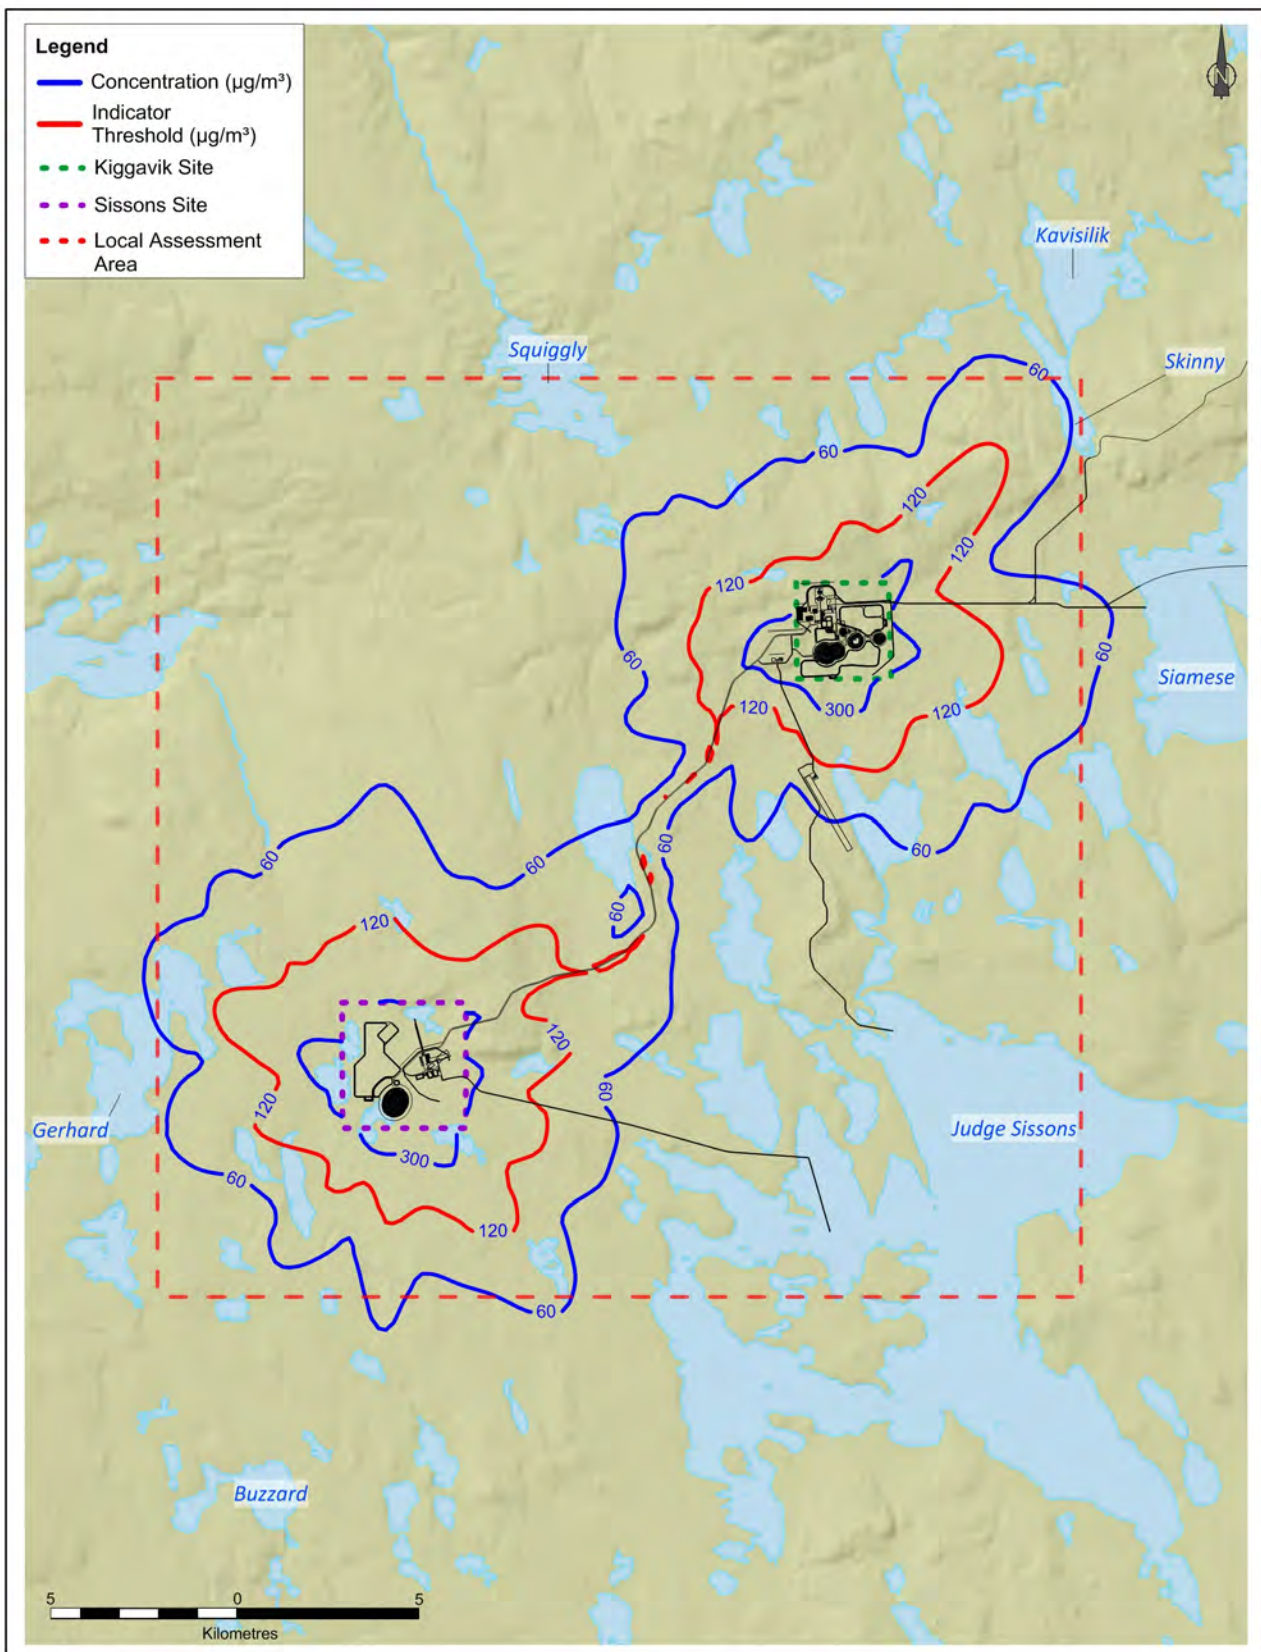 Legend
Concentration (µg/m³)
Indicator
Threshold (µg/m³)
Kiggavik Site
Sissons Site
Local Assessment
Area
N
Kavisilik
Squiggly
Skinny
60
60
120
120
120
60
60
Siamese
120
300
120
60
60
60
60
60
120
120
60
120
Gerhard
Judge Sissons
300
60
120
60
Buzzard
5
0
5
Kilometres